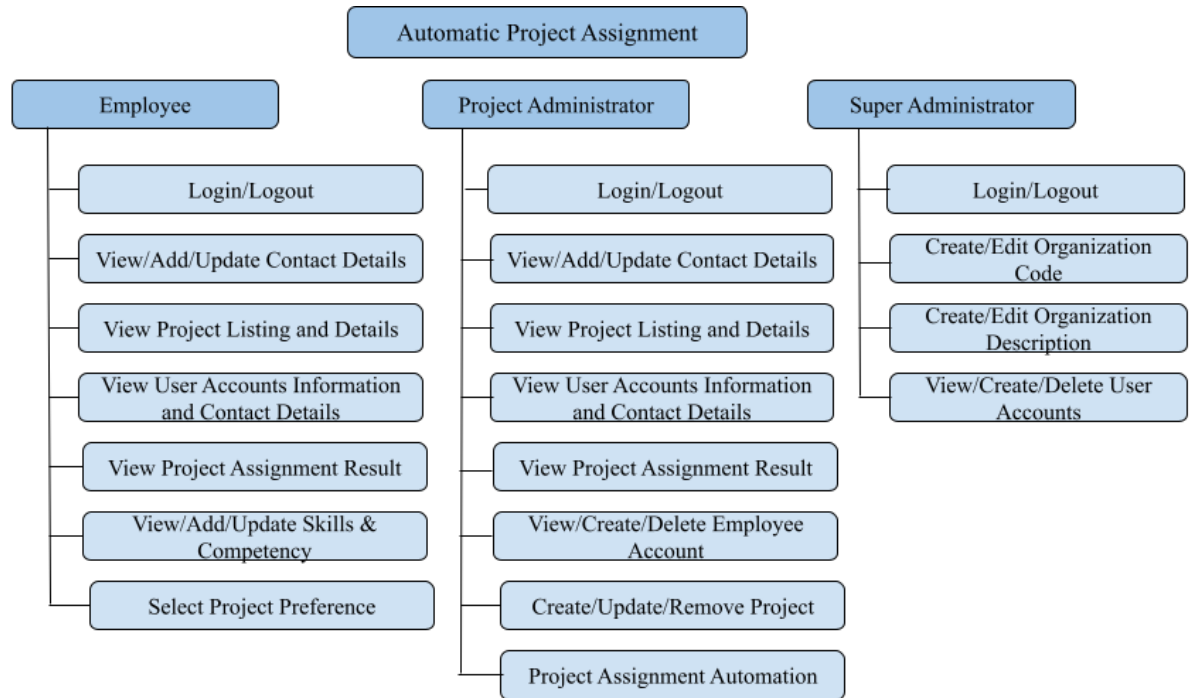 Automatic Project Assignment
Employee
Login/Logout
View/Add/Update Contact Details
View Project Listing and Details
View User Accounts Information
and Contact Details
View Project Assignment Result
View/Add/Update Skills &
Competency
Select Project Preference
Project Administrator
Login/Logout
View/Add/Update Contact Details
View Project Listing and Details
View User Accounts Information
and Contact Details
View Project Assignment Result
View/Create/Delete Employee
Account
Create/Update/Remove Project
Project Assignment Automation
Super Administrator
Login/Logout
Create/Edit Organization
Code
Create/Edit Organization
Description
View/Create/Delete User
Accounts